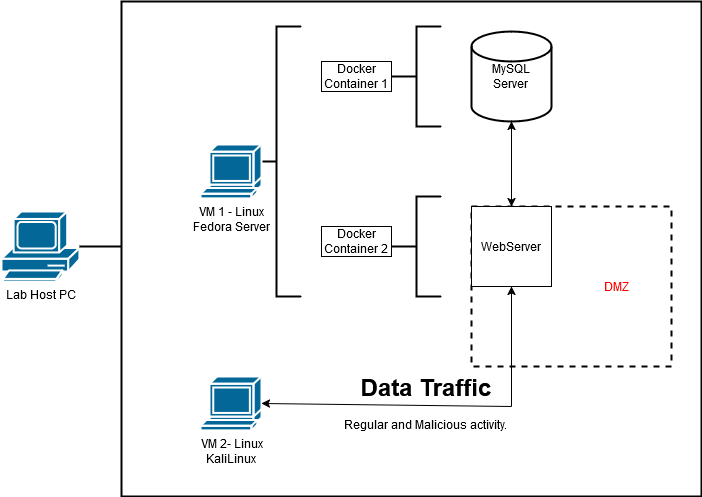 Docker
Container 1
MySQL
Server
VM 1 - Linux
Fedora Server
Docker
Container 2
WebServer
Lab Host PC
DMZ
Data Traffic
Regular and Malicious activity.
VM 2- Linux
KaliLinux